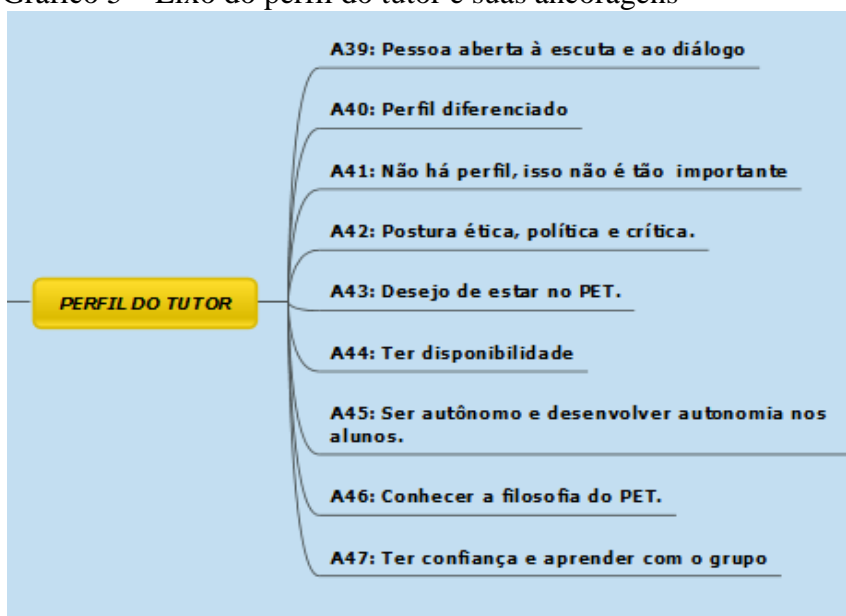 Gráfico 3 – Eixo do perfil do tutor e suas ancoragens
A39: Pessoa aberta à escuta e ao diálogo
A40: Perfil diferenciado
A41: Não há perfil, isso não é tão importante
A42: Postura ética, política e crítica.
A43: Desejo de estar no PET.
PERFIL DO TUTOR
A44: Ter disponibilidade
A45: Ser autônomo e desenvolver autonomia nos
alunos.
A46: Conhecer a filosofia do PET.
A47: Ter confiança e aprender com o grupo